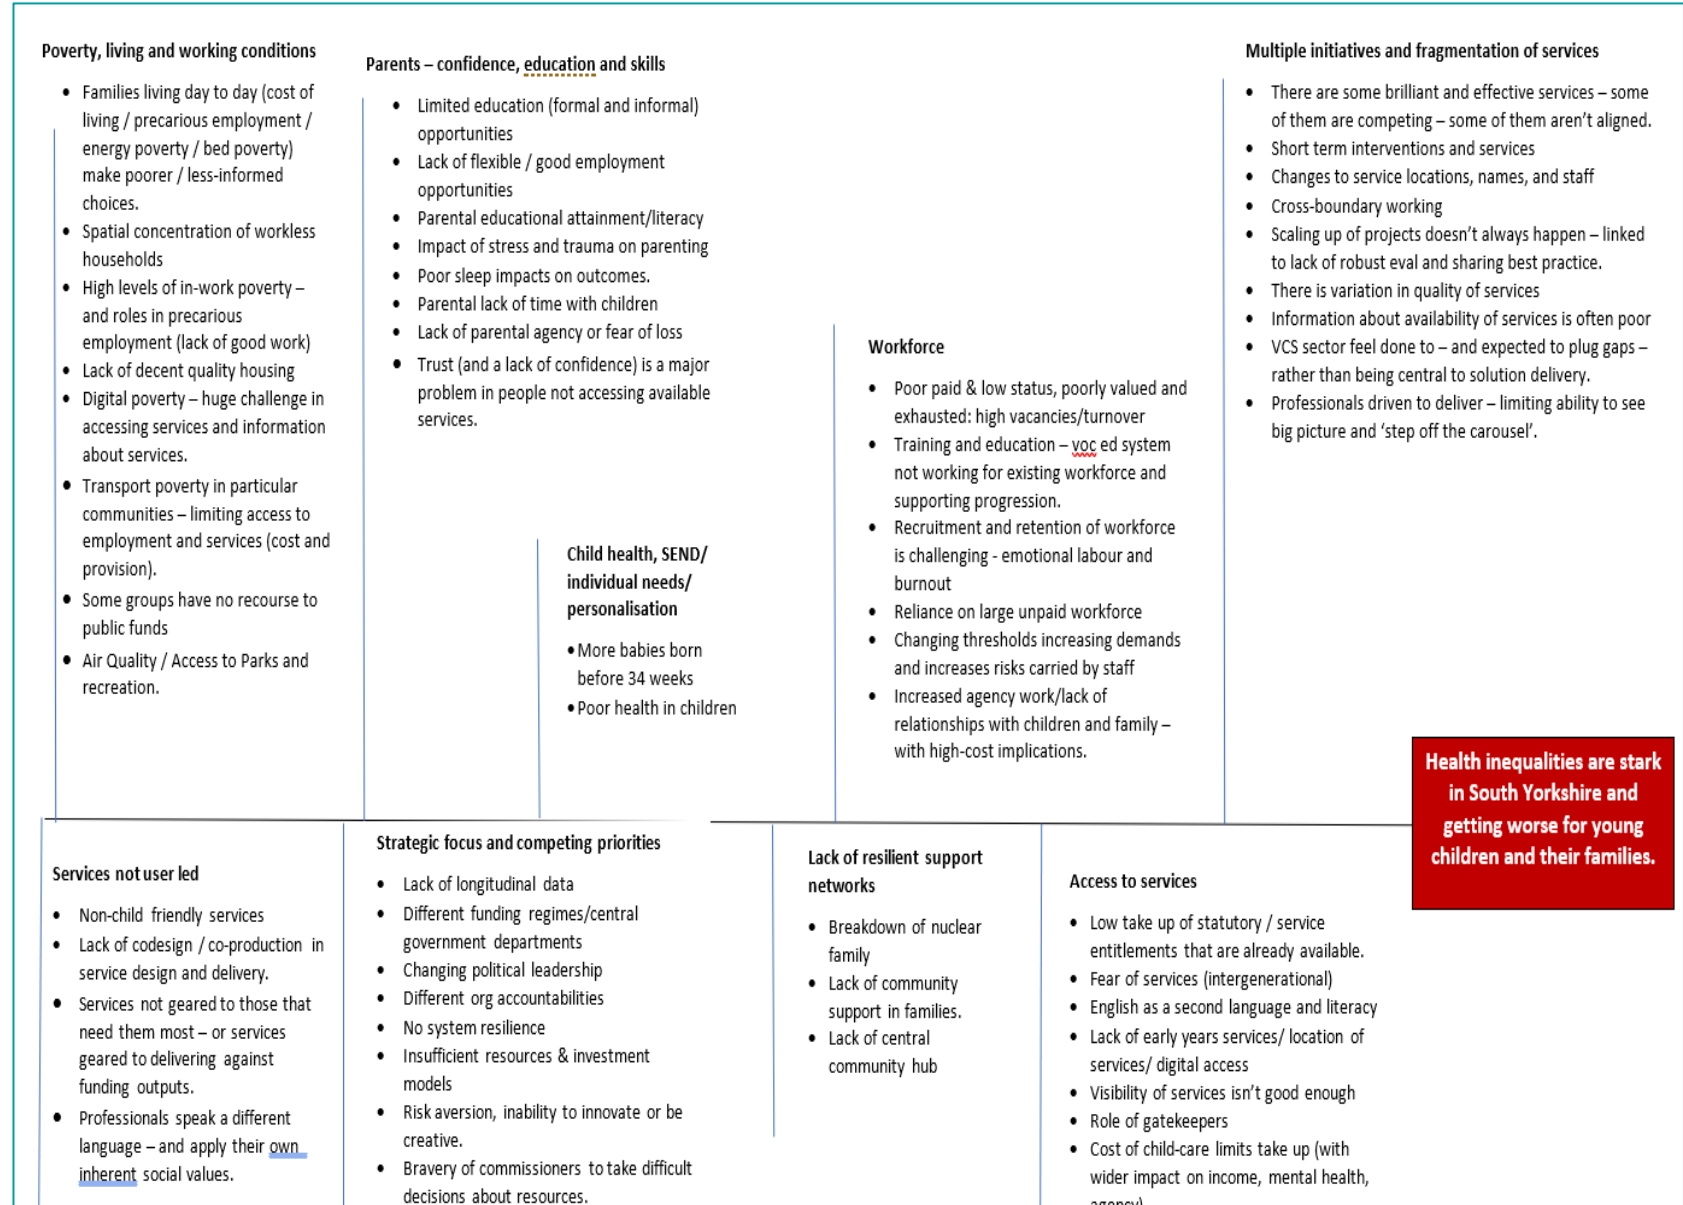 Poverty, living and working conditions
• Families living day to day (cost of
living / precarious employment /
energy poverty / bed poverty)
make poorer / less-informed
choices.
• Spatial concentration of workless
households
• High levels of in-work poverty –
and roles in precarious
employment (lack of good work)
• Lack of decent quality housing
• Digital poverty – huge challenge in
accessing services and information
about services.
• Transport poverty in particular
communities – limiting access to
employment and services (cost and
provision).
• Some groups have no recourse to
public funds
• Air Quality / Access to Parks and
recreation.
Parents – confidence, education and skills
• Limited education (formal and informal)
opportunities
• Lack of flexible / good employment
opportunities
• Parental educational attainment/literacy
• Impact of stress and trauma on parenting
• Poor sleep impacts on outcomes.
• Parental lack of time with children
• Lack of parental agency or fear of loss
• Trust (and a lack of confidence) is a major
problem in people not accessing available
services.
Child health, SEND/
individual needs/
personalisation
• More babies born
before 34 weeks
• Poor health in children
Workforce
• Poor paid & low status, poorly valued and
exhausted: high vacancies/turnover
• Training and education – voc ed system
not working for existing workforce and
supporting progression.
• Recruitment and retention of workforce
is challenging - emotional labour and
burnout
• Reliance on large unpaid workforce
• Changing thresholds increasing demands
and increases risks carried by staff
• Increased agency work/lack of
relationships with children and family –
with high-cost implications.
Multiple initiatives and fragmentation of services
• There are some brilliant and effective services – some
of them are competing – some of them aren't aligned.
• Short term interventions and services
• Changes to service locations, names, and staff
• Cross-boundary working
• Scaling up of projects doesn't always happen – linked
to lack of robust eval and sharing best practice.
• There is variation in quality of services
• Information about availability of services is often poor
• VCS sector feel done to – and expected to plug gaps –
rather than being central to solution delivery.
• Professionals driven to deliver – limiting ability to see
big picture and 'step off the carousel'.
Health inequalities are stark
in South Yorkshire and
getting worse for young
children and their families.
Services not user led
• Non-child friendly services
• Lack of codesign / co-production in
service design and delivery.
• Services not geared to those that
need them most – or services
geared to delivering against
funding outputs.
• Professionals speak a different
language – and apply their own
inherent social values.
Strategic focus and competing priorities
• Lack of longitudinal data
• Different funding regimes/central
government departments
• Changing political leadership
• Different org accountabilities
• No system resilience
• Insufficient resources & investment
models
• Risk aversion, inability to innovate or be
creative.
• Bravery of commissioners to take difficult
decisions about resources.
Lack of resilient support
networks
• Breakdown of nuclear
family
• Lack of community
support in families.
• Lack of central
community hub
Access to services
• Low take up of statutory / service
entitlements that are already available.
• Fear of services (intergenerational)
• English as a second language and literacy
• Lack of early years services/ location of
services/ digital access
• Visibility of services isn't good enough
• Role of gatekeepers
• Cost of child-care limits take up (with
wider impact on income, mental health,
agency)